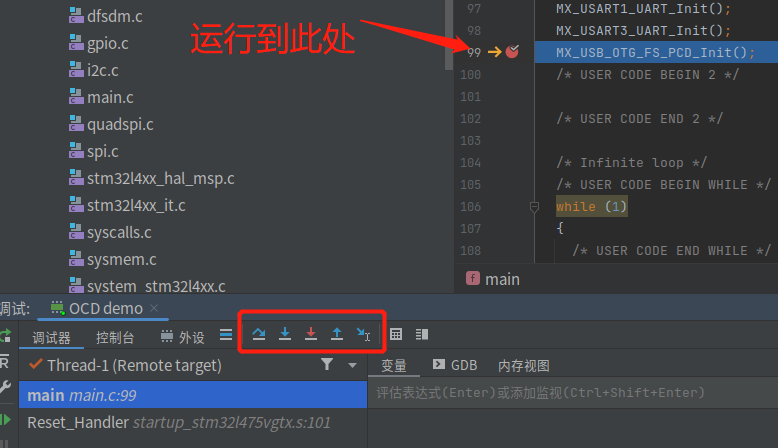 dfsdm.c
gpio.c
i2c.c
main.c
quadspi.c
spi.c
stm32l4xx_hal_msp.c
stm32l4xx_it.c
syscalls.c
sysmem.c
system_stm32l4xx.c
运行到此处
97 MX_USART1_UART_Init();
98 MX_USART3_UART_Init();
99 MX_USB_OTG_FS_PCD_Init();
100 /* USER CODE BEGIN 2 */
101
102 /* USER CODE END 2 */
103
104 /* Infinite loop */
105 /* USER CODE BEGIN WHILE */
106 while (1)
107 {
108 /* USER CODE END WHILE */
main
调试: OCD demo
调试器 控制台 外设
Thread-1 (Remote target)
main main.c:99
Reset_Handler startup_stm32l475vgtx.s:101
变量 GDB 内存视图
评估表达式(Enter)或添加监视(Ctrl+Shift+Enter)